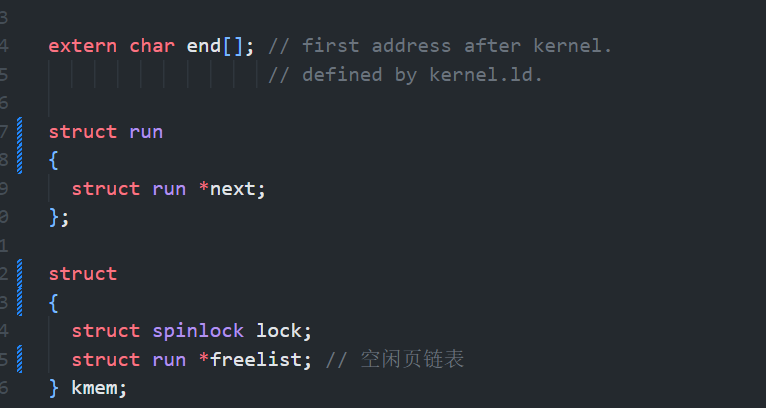 3
4 extern char end[]; // first address after kernel.
5 // defined by kernel.ld.
6
7 struct run
8 {
9 struct run *next;
0 };
1
2 struct
3 {
4 struct spinlock lock;
5 struct run *freelist; // 空闲页链表
6 } kmem;